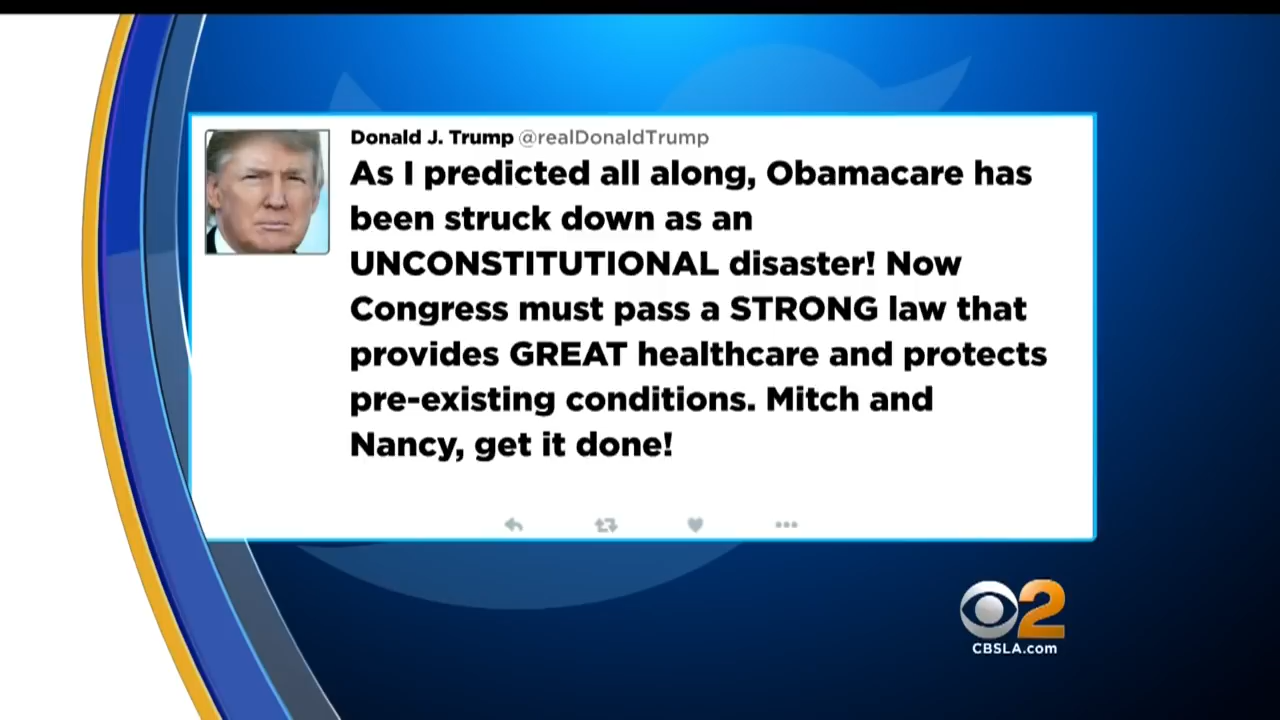 Donald J. Trump @realDonaldTrump
As I predicted all along, Obamacare has
been struck down as an
UNCONSTITUTIONAL disaster! Now
Congress must pass a STRONG law that
provides GREAT healthcare and protects
pre-existing conditions. Mitch and
Nancy, get it done!
2
CBSLA.com